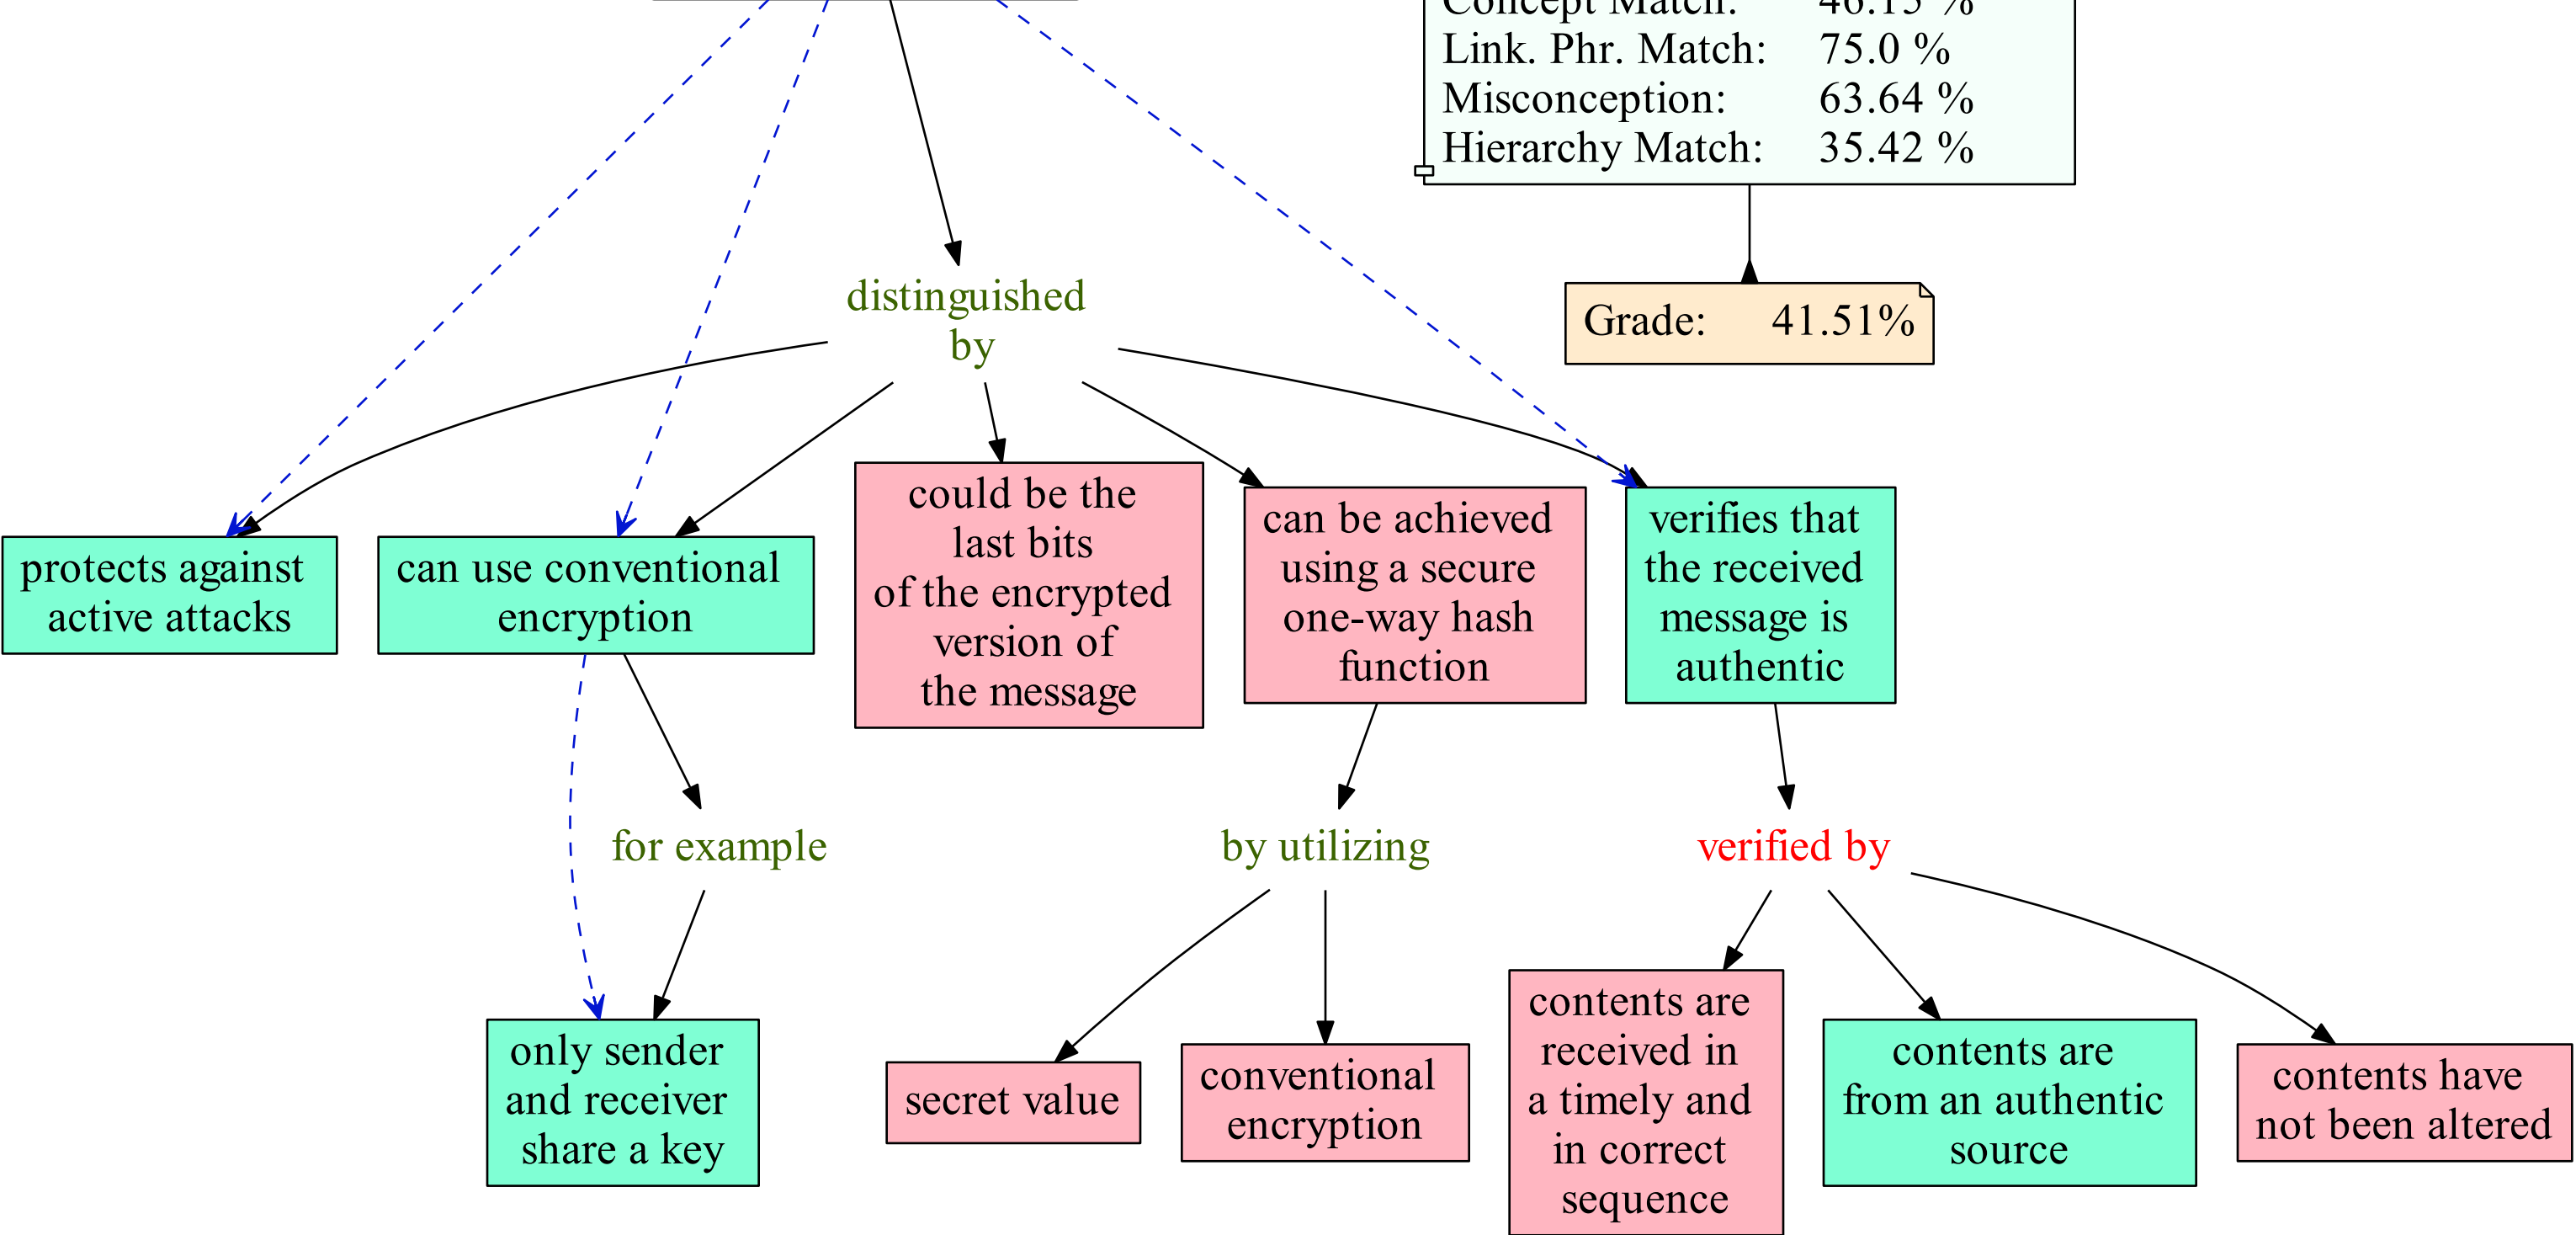 Concept Match: 46.15 %
Link. Phr. Match: 75.0 %
Misconception: 63.64 %
Hierarchy Match: 35.42 %
Grade: 41.51%
distinguished
by
protects against
active attacks
can use conventional
encryption
could be the
last bits
of the encrypted
version of
the message
can be achieved
using a secure
one-way hash
function
verifies that
the received
message is
authentic
for example
by utilizing
verified by
only sender
and receiver
share a key
secret value
conventional
encryption
contents are
received in
a timely and
in correct
sequence
contents are
from an authentic
source
contents have
not been altered